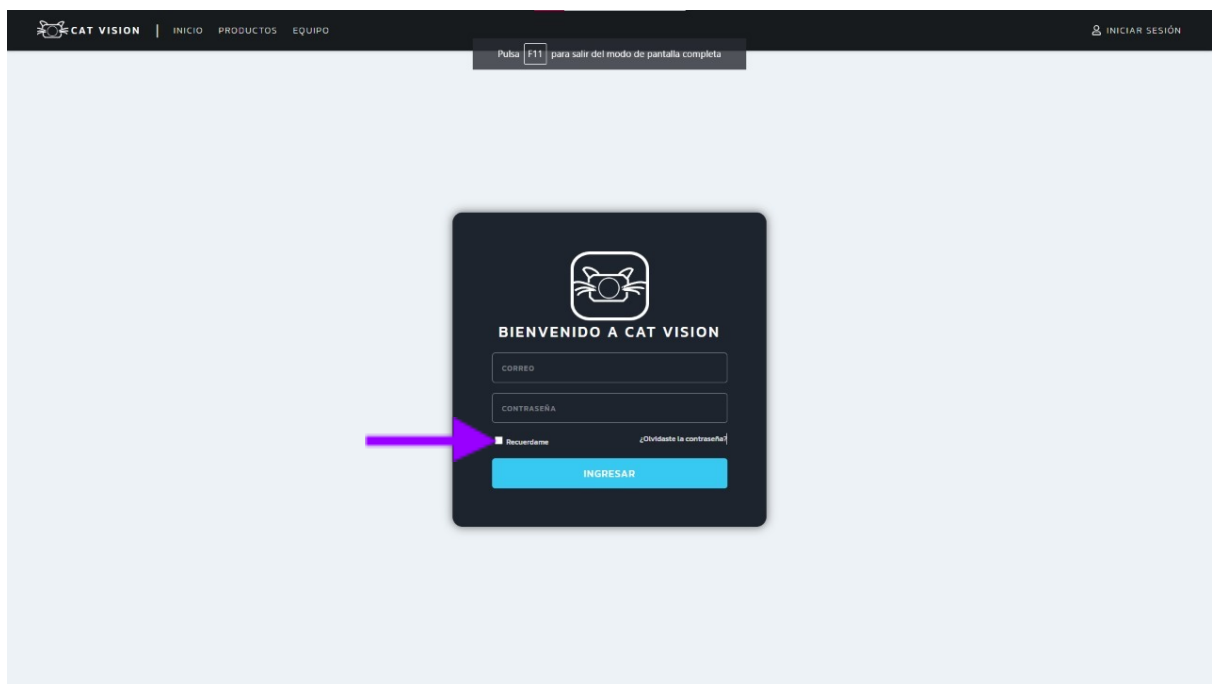 CAT VISION | INICIO PRODUCTOS EQUIPO INICIAR SESIÓN
Pulsa F11 para salir del modo de pantalla completa
BIENVENIDO A CAT VISION
CORREO
CONTRASEÑA
Recuerdame ¿Olvidaste la contraseña?
INGRESAR